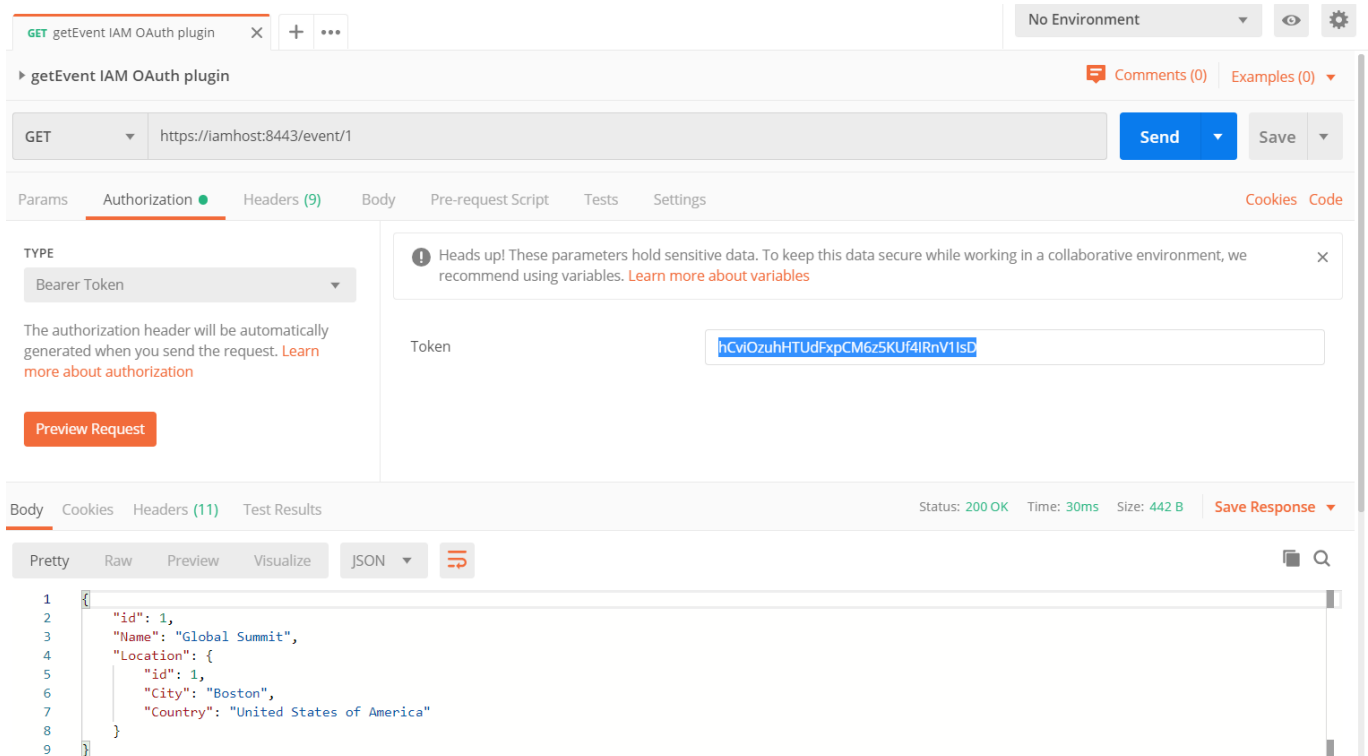 GET getEvent IAM OAuth plugin
No Environment
getEvent IAM OAuth plugin
Comments (0)
Examples (0)
GET
https://iamhost:8443/event/1
Send
Save
Params
Authorization
Headers (9)
Body
Pre-request Script
Tests
Settings
Cookies
Code
TYPE
Bearer Token
The authorization header will be automatically
generated when you send the request. Learn
more about authorization
Preview Request
Heads up! These parameters hold sensitive data. To keep this data secure while working in a collaborative environment, we
recommend using variables. Learn more about variables
Token
hCviOzuhHTUdFxpCM6z5KUf4IRnV1IsD
Body
Cookies
Headers (11)
Test Results
Status: 200 OK
Time: 30ms
Size: 442 B
Save Response
Pretty
Raw
Preview
Visualize
JSON
1 {
2 "id": 1,
3 "Name": "Global Summit",
4 "Location": {
5 "id": 1,
6 "City": "Boston",
7 "Country": "United States of America"
8 }
9 }